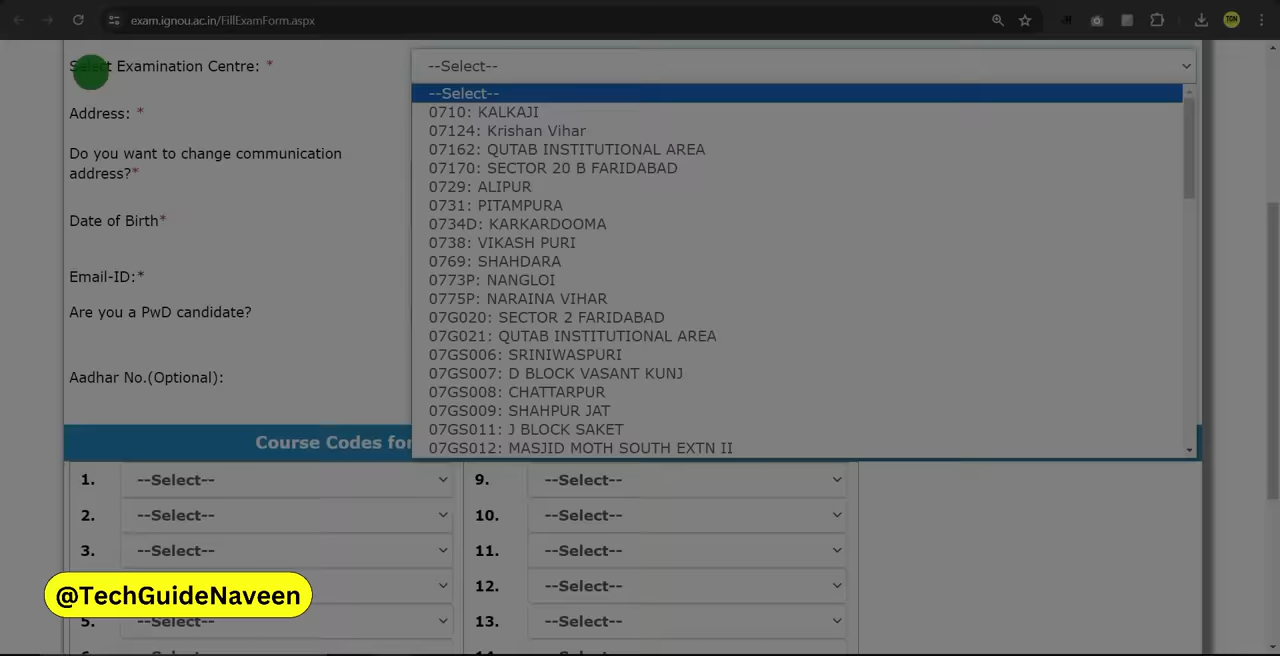 exam.ignou.ac.in/FillExamForm.aspx
Select Examination Centre: *
--Select--
--Select--
0710: KALKAJI
07124: Krishan Vihar
07162: QUTAB INSTITUTIONAL AREA
07170: SECTOR 20 B FARIDABAD
0729: ALIPUR
0731: PITAMPURA
0734D: KARKARDOOMA
0738: VIKASH PURI
0769: SHAHDARA
0773P: NANGLOI
0775P: NARAINA VIHAR
07G020: SECTOR 2 FARIDABAD
07G021: QUTAB INSTITUTIONAL AREA
07GS006: SRINIWASPURI
07GS007: D BLOCK VASANT KUNJ
07GS008: CHATTARPUR
07GS009: SHAHPUR JAT
07GS011: J BLOCK SAKET
07GS012: MASJID MOTH SOUTH EXTN II
Address: *
Do you want to change communication
address?*
Date of Birth*
Email-ID:*
Are you a PwD candidate?
Aadhar No.(Optional):
Course Codes for
1. --Select-- 9. --Select--
2. --Select-- 10. --Select--
3. --Select-- 11. --Select--
12. --Select--
5. --Select-- 13. --Select--
@TechGuideNaveen